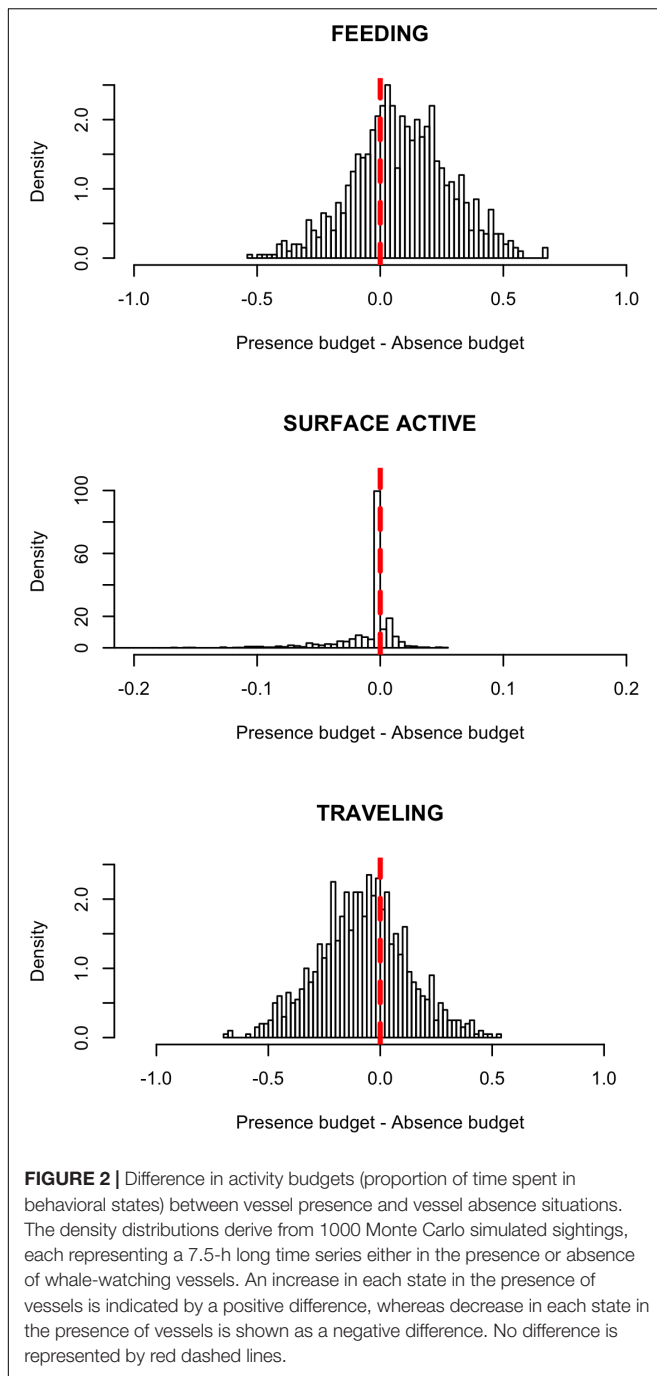 FEEDING
Density
0.0
1.0
2.0
-1.0
-0.5
0.0
0.5
1.0
Presence budget - Absence budget
SURFACE ACTIVE
Density
0
20
60
100
-0.2
-0.1
0.0
0.1
0.2
Presence budget - Absence budget
TRAVELING
Density
0.0
1.0
2.0
-1.0
-0.5
0.0
0.5
1.0
Presence budget - Absence budget
FIGURE 2 | Difference in activity budgets (proportion of time spent in
behavioral states) between vessel presence and vessel absence situations.
The density distributions derive from 1000 Monte Carlo simulated sightings,
each representing a 7.5-h long time series either in the presence or absence
of whale-watching vessels. An increase in each state in the presence of
vessels is indicated by a positive difference, whereas decrease in each state in
the presence of vessels is shown as a negative difference. No difference is
represented by red dashed lines.